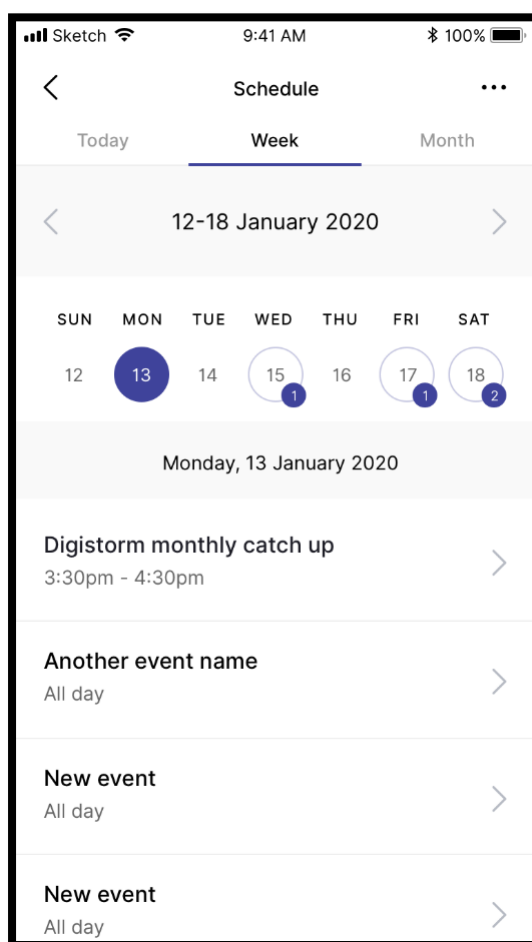 Sketch 9:41 AM 100%
Schedule
Today Week Month
12-18 January 2020
SUN MON TUE WED THU FRI SAT
12 13 14 15 16 17 18
1 1 2
Monday, 13 January 2020
Digistorm monthly catch up
3:30pm - 4:30pm
Another event name
All day
New event
All day
New event
All day